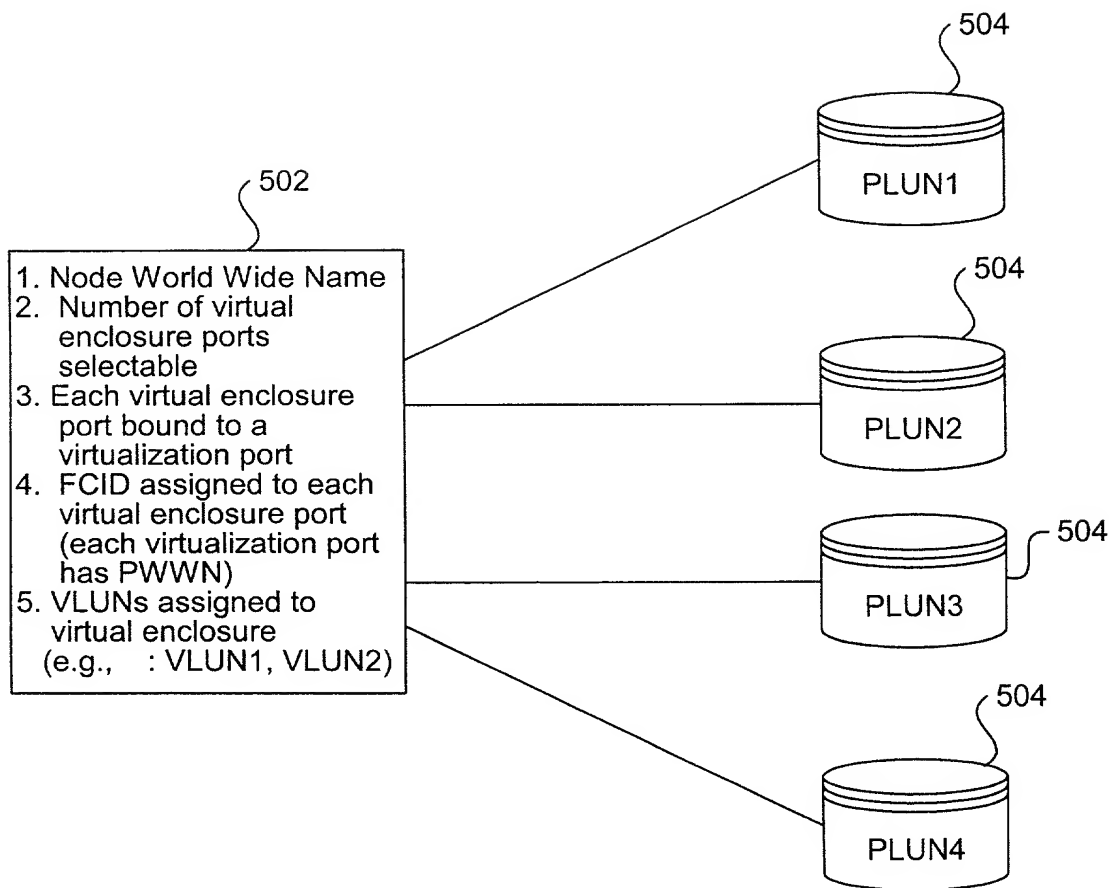 504
PLUN1
502
1. Node World Wide Name
2. Number of virtual
enclosure ports
selectable
3. Each virtual enclosure
port bound to a
virtualization port
4. FCID assigned to each
virtual enclosure port
(each virtualization port
has PWWN)
5. VLUNs assigned to
virtual enclosure
(e.g., : VLUN1, VLUN2)
504
PLUN2
504
PLUN3
504
PLUN4